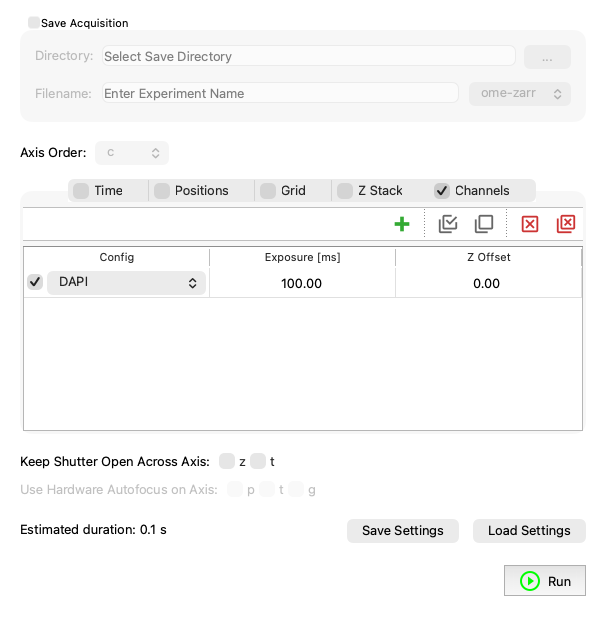 Save Acquisition
Directory: Select Save Directory ...
Filename: Enter Experiment Name ome-zarr
Axis Order: c
Time Positions Grid Z Stack Channels
Config Exposure [ms] Z Offset
DAPI 100.00 0.00
Keep Shutter Open Across Axis: z t
Use Hardware Autofocus on Axis: p t g
Estimated duration: 0.1 s Save Settings Load Settings
Run